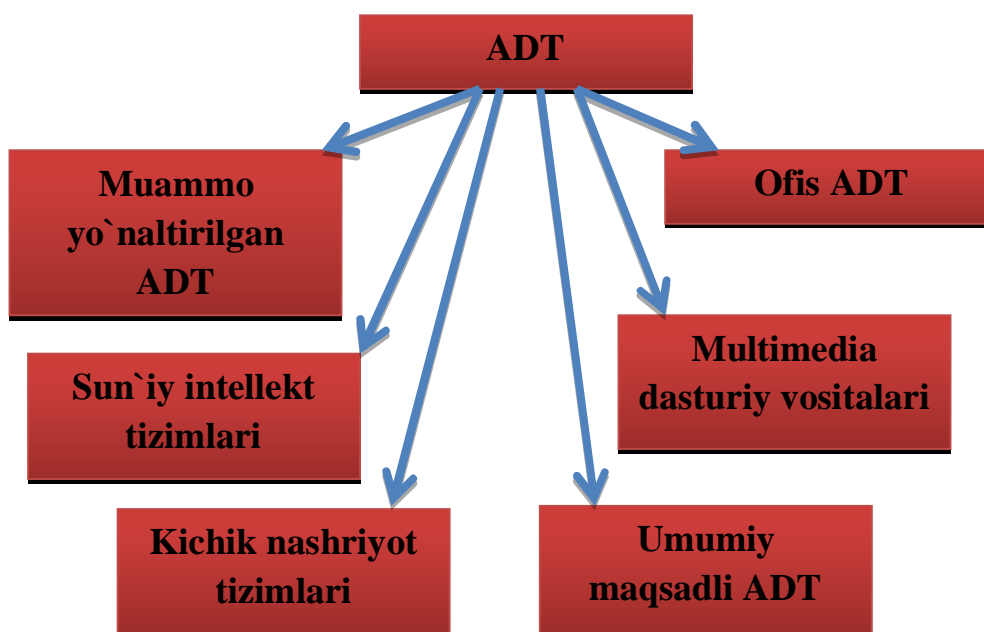 ADT
Muammo
yo`naltirilgan
ADT
Ofis ADT
Sun`iy intellekt
tizimlari
Multimedia
dasturiy vositalari
Kichik nashriyot
tizimlari
Umumiy
maqsadli ADT